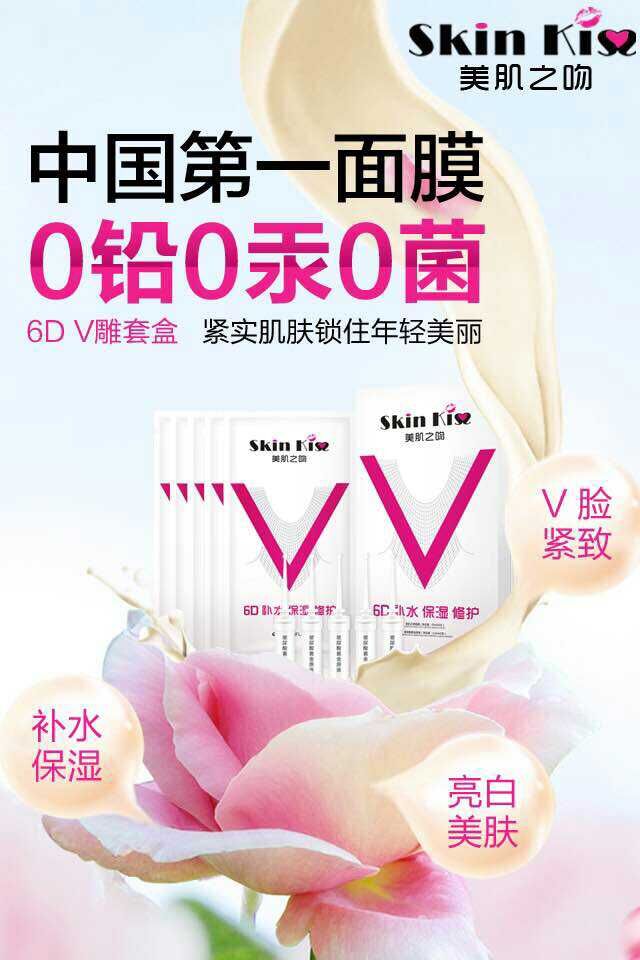 Skin Kiss
美肌之吻
中国第一面膜
0铅0汞0菌
6D V雕套盒 紧实肌肤锁住年轻美丽
Skin Kiss
美肌之吻
6D 补水 保湿 修护
Skin Kiss
美肌之吻
6D 补水 保湿 修护
V 脸
紧致
补水
保湿
亮白
美肤